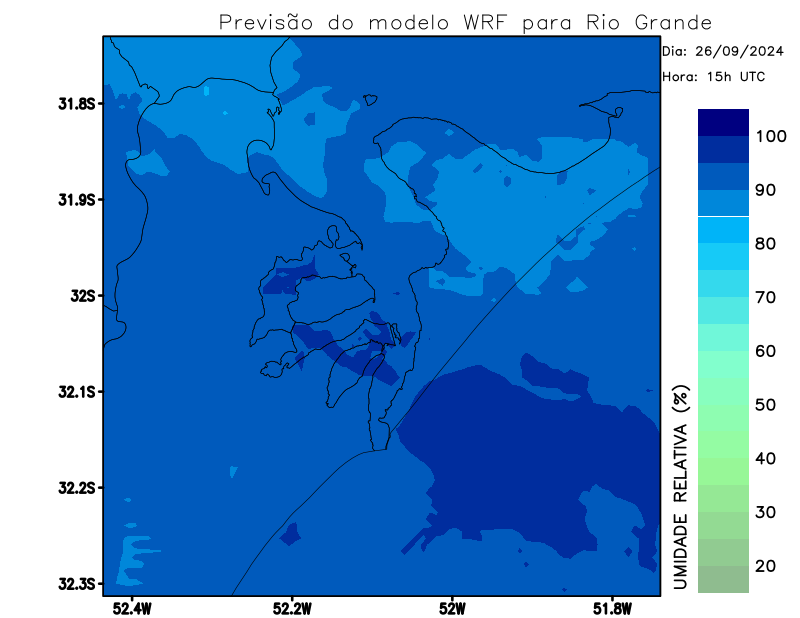 Previsão do modelo WRF para Rio Grande
Dia: 26/09/2024
Hora: 15h UTC
31.8S
31.9S
32S
32.1S
32.2S
32.3S
52.4W
52.2W
52W
51.8W
100
90
80
70
60
50
40
30
20
UMIDADE RELATIVA (%)